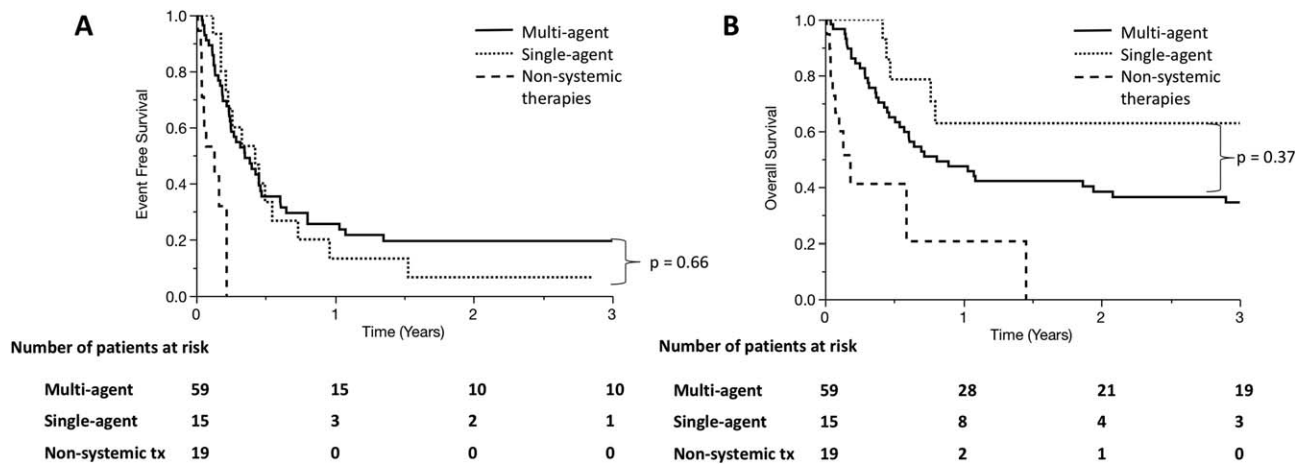 A
Multi-agent
Single-agent
Non-systemic
therapies
Event Free Survival
1.0
0.8
0.6
0.4
0.2
0.0
0 1 2 3
Time (Years)
p = 0.66
Number of patients at risk
Multi-agent 59 15 10 10
Single-agent 15 3 2 1
Non-systemic tx 19 0 0 0
B
Multi-agent
Single-agent
Non-systemic
therapies
Overall Survival
1.0
0.8
0.6
0.4
0.2
0.0
0 1 2 3
Time (Years)
p = 0.37
Number of patients at risk
Multi-agent 59 28 21 19
Single-agent 15 8 4 3
Non-systemic tx 19 2 1 0